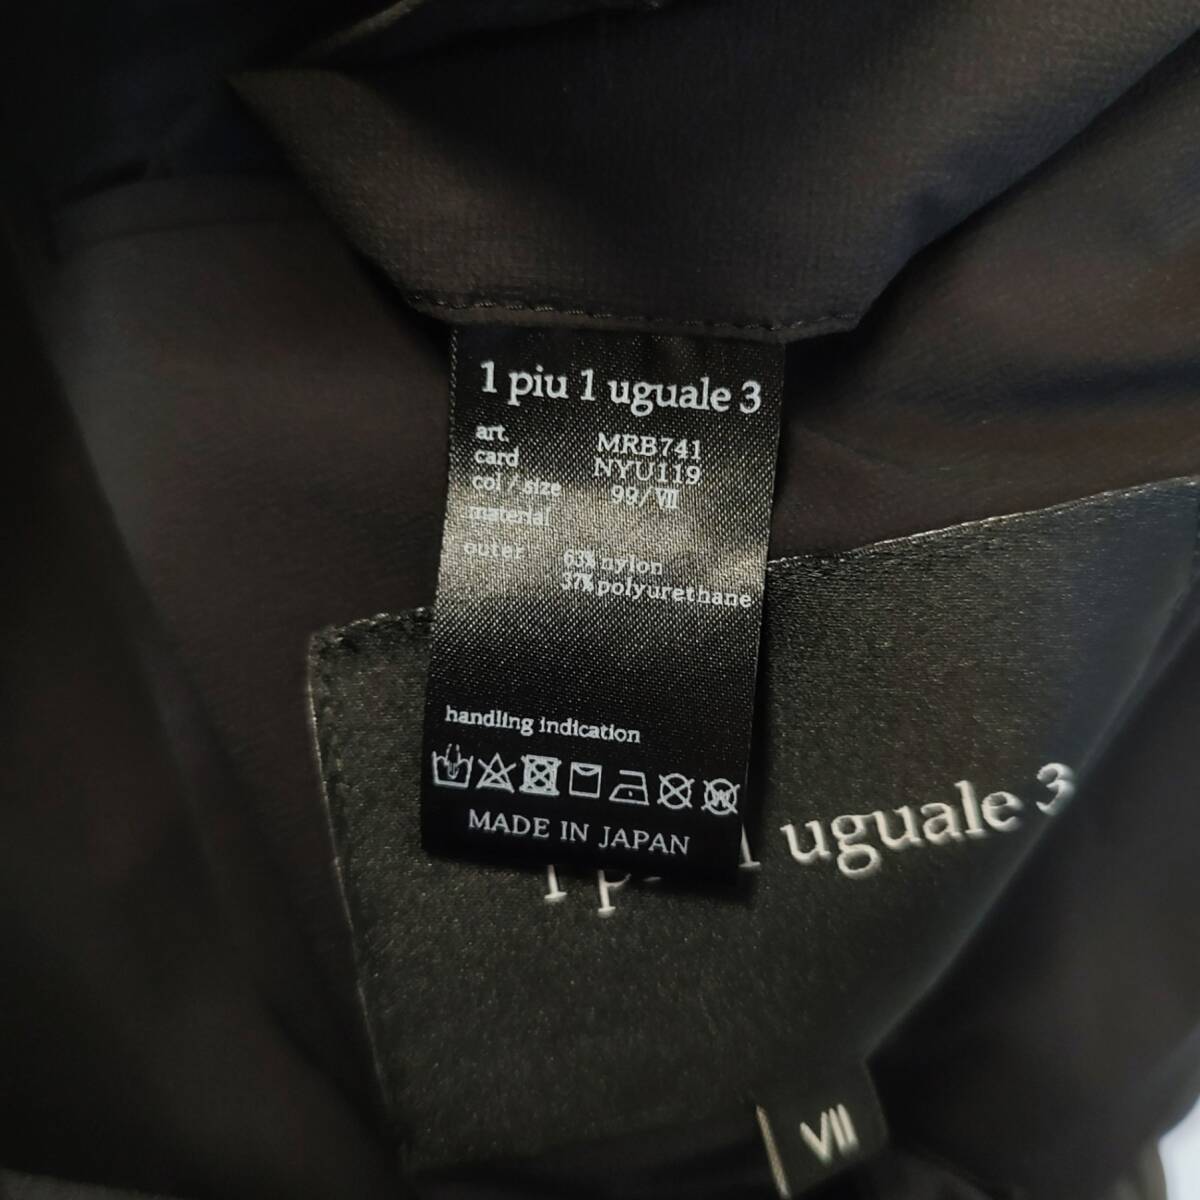 1 piu 1 uguale 3
art. MRB741
card NYU119
col / size 99/Ⅶ
material
outer 63% nylon
37% polyurethane
handling indication
W
MADE IN JAPAN
1 uguale 3
VII